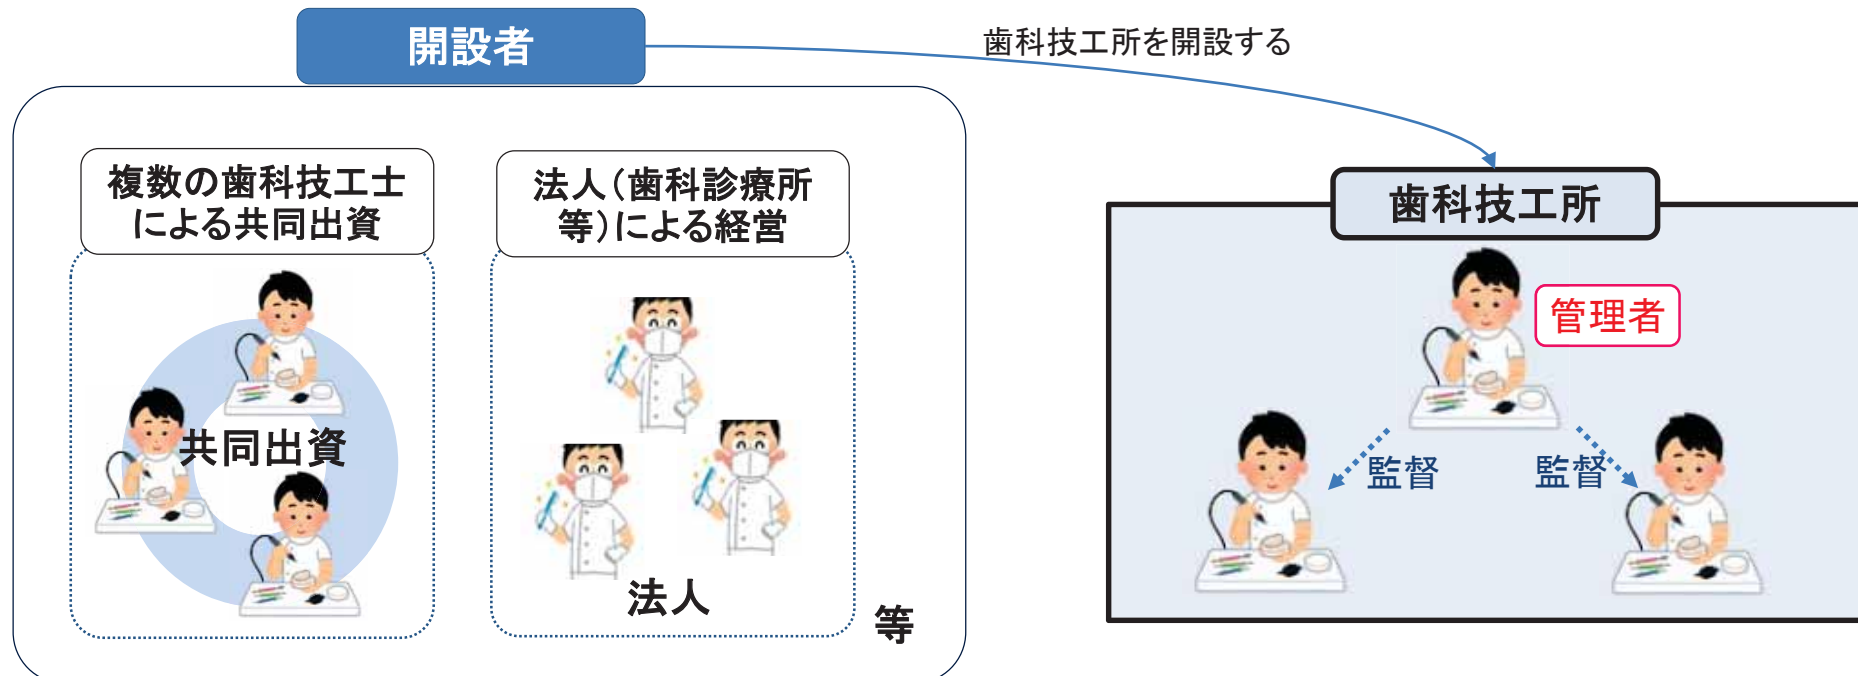 開設者
歯科技工所を開設する
複数の歯科技工士
による共同出資
法人（歯科診療所
等）による経営
共同出資
法人
等
歯科技工所
管理者
監督
監督